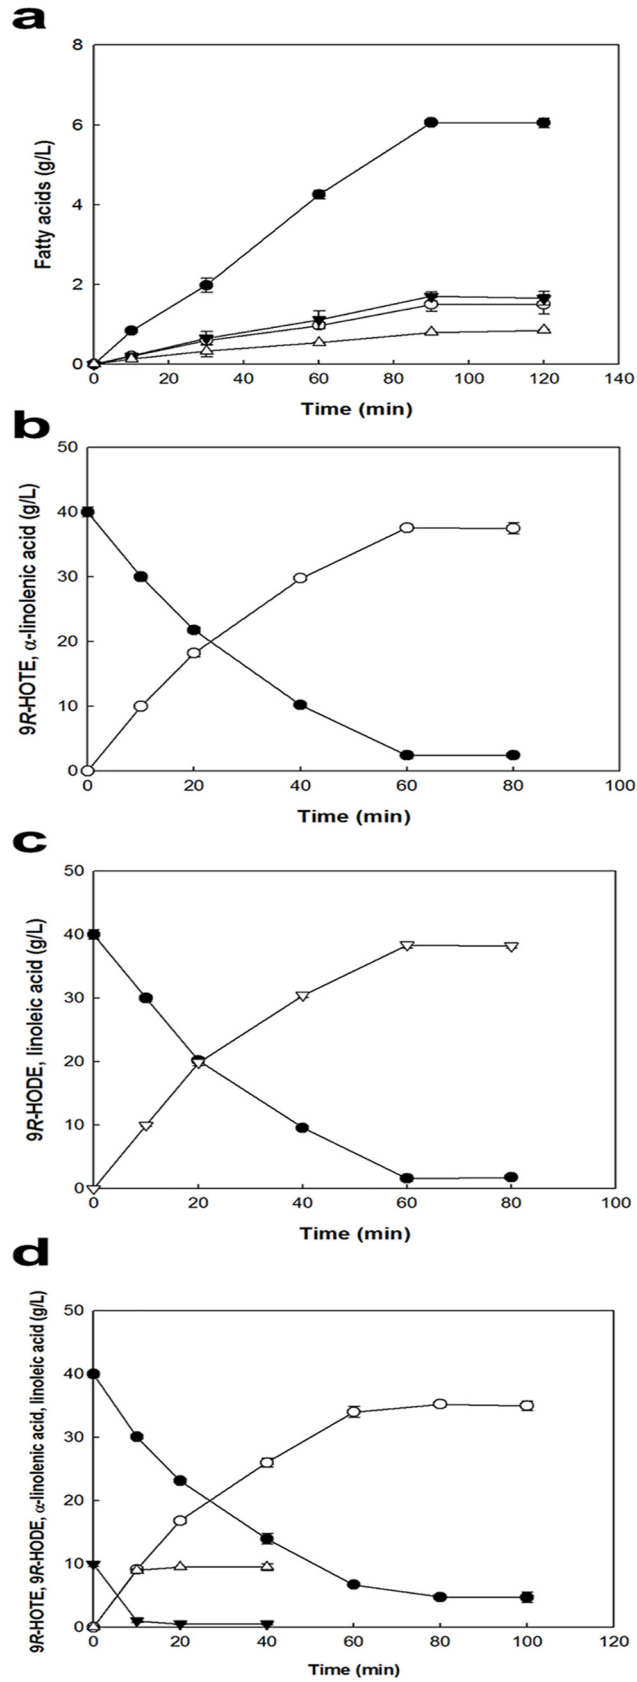 a
Fatty acids (g/L)
8
6
4
2
0
0 20 40 60 80 100 120 140
Time (min)
b
9R-HOTE, α-linolenic acid (g/L)
50
40
30
20
10
0
0 20 40 60 80 100
Time (min)
c
9R-HODE, linoleic acid (g/L)
50
40
30
20
10
0
0 20 40 60 80 100
Time (min)
d
9R-HOTE, 9R-HODE, α-linolenic acid, linoleic acid (g/L)
50
40
30
20
10
0
0 20 40 60 80 100 120
Time (min)